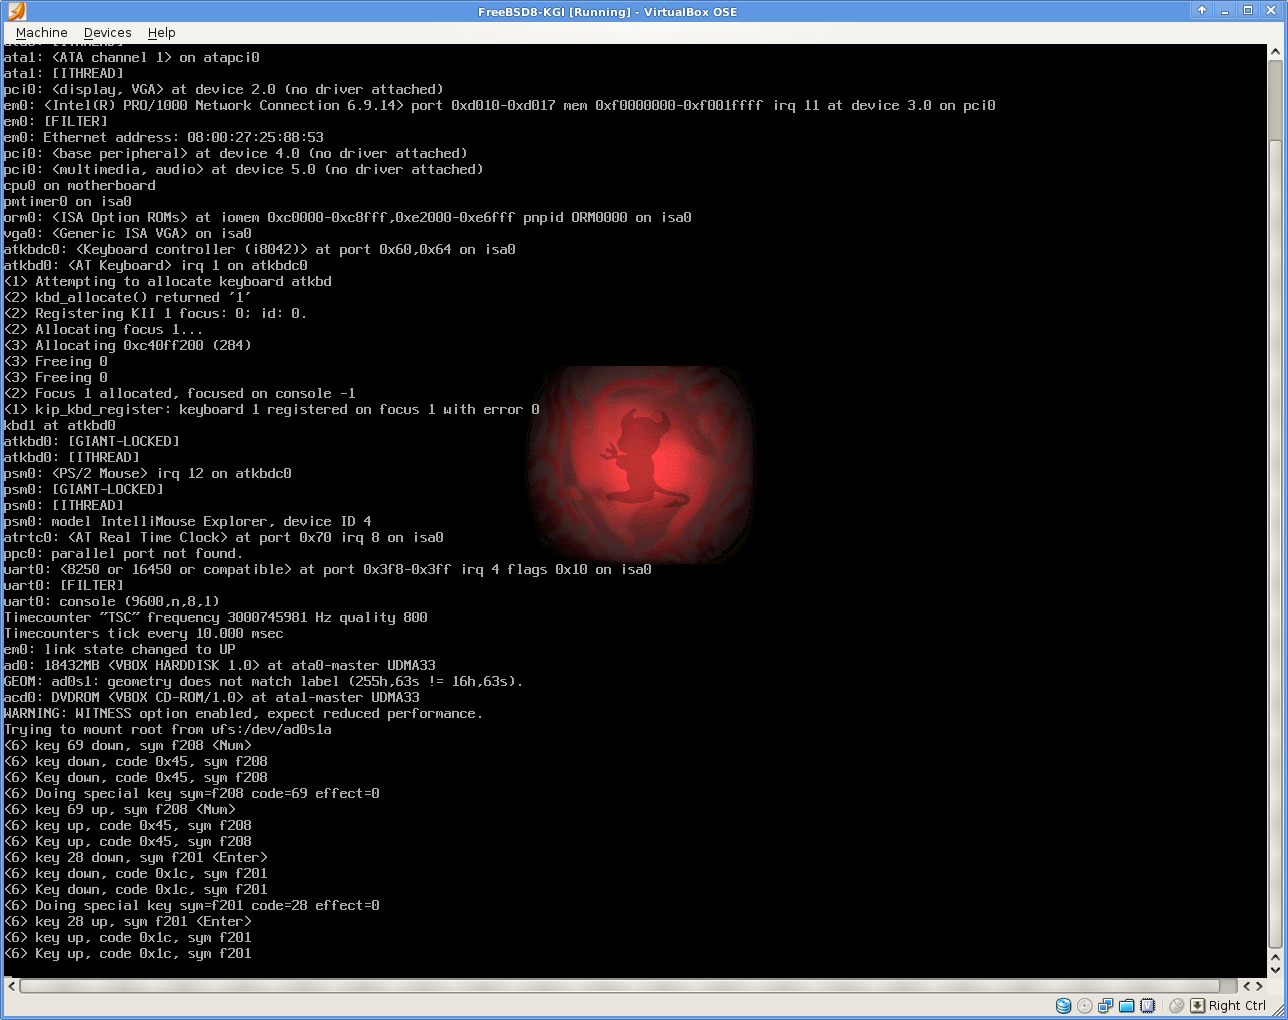 FreeBSD8-KGI [Running] - VirtualBox OSE
Machine Devices Help
ata0: [ITHREAD]
ata1: <ATA channel 1> on atapci0
ata1: [ITHREAD]
pci0: <display, VGA> at device 2.0 (no driver attached)
em0: <Intel(R) PRO/1000 Network Connection 6.9.14> port 0xd010-0xd017 mem 0xf0000000-0xf001ffff irq 11 at device 3.0 on pci0
em0: [FILTER]
em0: Ethernet address: 08:00:27:25:88:53
pci0: <base peripheral> at device 4.0 (no driver attached)
pci0: <multimedia, audio> at device 5.0 (no driver attached)
cpu0 on motherboard
pmtimer0 on isa0
orm0: <ISA Option ROMs> at iomem 0xc0000-0xc8fff,0xe2000-0xe6fff pnpid ORM0000 on isa0
vga0: <Generic ISA VGA> on isa0
atkbdc0: <Keyboard controller (i8042)> at port 0x60,0x64 on isa0
atkbd0: <AT Keyboard> irq 1 on atkbdc0
<1> Attempting to allocate keyboard atkbd
<2> kbd_allocate() returned '1'
<2> Registering KII 1 focus: 0; id: 0.
<2> Allocating focus 1...
<3> Allocating 0xc40ff200 (284)
<3> Freeing 0
<3> Freeing 0
<2> Focus 1 allocated, focused on console -1
<1> kip_kbd_register: keyboard 1 registered on focus 1 with error 0
kbd1 at atkbd0
atkbd0: [GIANT-LOCKED]
atkbd0: [ITHREAD]
psm0: <PS/2 Mouse> irq 12 on atkbdc0
psm0: [GIANT-LOCKED]
psm0: [ITHREAD]
psm0: model IntelliMouse Explorer, device ID 4
atrtc0: <AT Real Time Clock> at port 0x70 irq 8 on isa0
ppc0: parallel port not found.
uart0: <8250 or 16450 or compatible> at port 0x3f8-0x3ff irq 4 flags 0x10 on isa0
uart0: [FILTER]
uart0: console (9600,n,8,1)
Timecounter "TSC" frequency 3000745981 Hz quality 800
Timecounters tick every 10.000 msec
em0: link state changed to UP
ad0: 18432MB <VBOX HARDDISK 1.0> at ata0-master UDMA33
GEOM: ad0s1: geometry does not match label (255h,63s != 16h,63s).
acd0: DVDROM <VBOX CD-ROM/1.0> at ata1-master UDMA33
WARNING: WITNESS option enabled, expect reduced performance.
Trying to mount root from ufs:/dev/ad0s1a
<6> key 69 down, sym f208 <Num>
<6> key down, code 0x45, sym f208
<6> Key down, code 0x45, sym f208
<6> Doing special key sym=f208 code=69 effect=0
<6> key 69 up, sym f208 <Num>
<6> key up, code 0x45, sym f208
<6> Key up, code 0x45, sym f208
<6> key 28 down, sym f201 <Enter>
<6> key down, code 0x1c, sym f201
<6> Key down, code 0x1c, sym f201
<6> Doing special key sym=f201 code=28 effect=0
<6> key 28 up, sym f201 <Enter>
<6> key up, code 0x1c, sym f201
<6> Key up, code 0x1c, sym f201
Right Ctrl